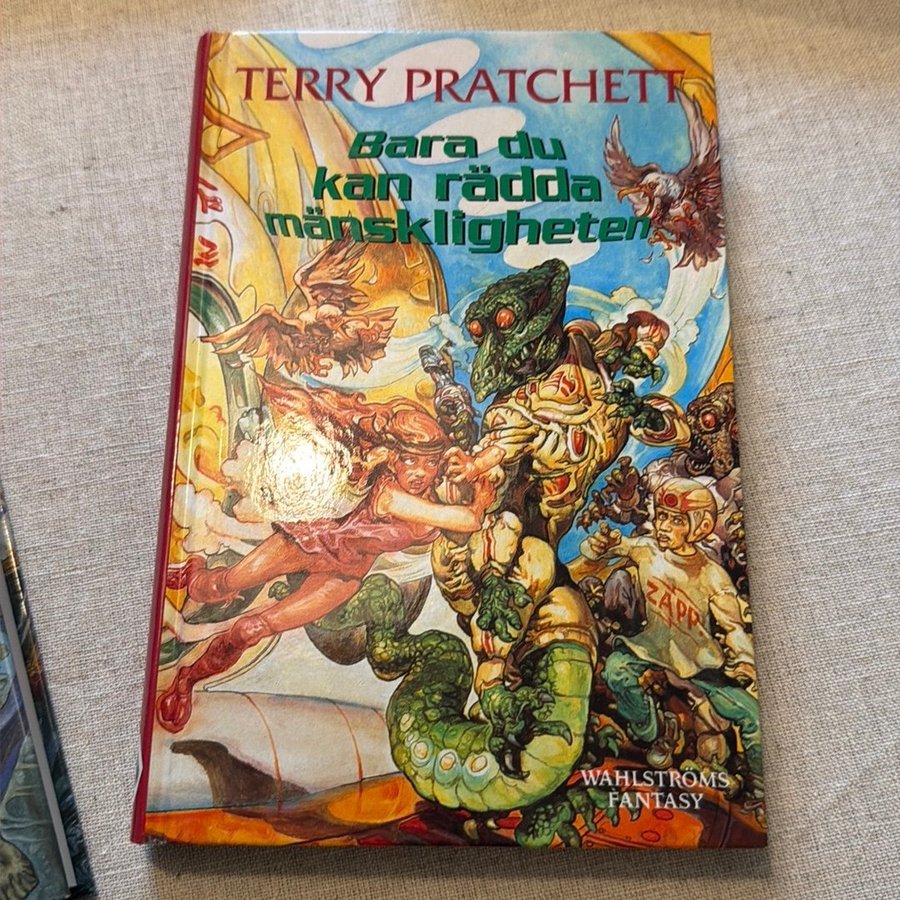 TERRY PRATCHETT
Bara du
kan rädda
mänskligheten
ZAPP
WAHLSTRÖMS
FANTASY